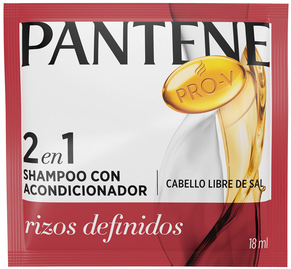 PANTENE
PRO-V
2 en 1
SHAMPOO CON
ACONDICIONADOR
CABELLO LIBRE DE SAL
rizos definidos
18 ml